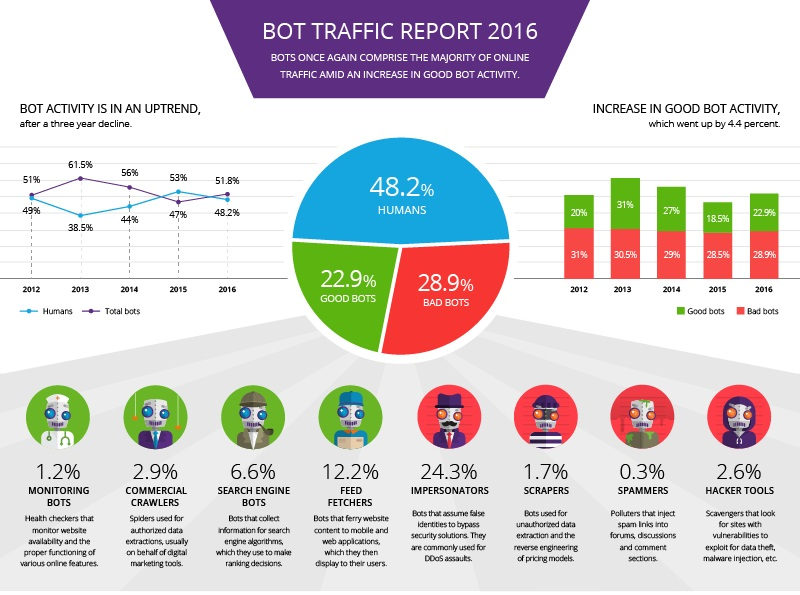 BOT TRAFFIC REPORT 2016
BOTS ONCE AGAIN COMPRISE THE MAJORITY OF ONLINE
TRAFFIC AMID AN INCREASE IN GOOD BOT ACTIVITY.
BOT ACTIVITY IS IN AN UPTREND,
after a three year decline.
51%
61.5%
56%
53%
51.8%
49%
38.5%
44%
47%
48.2%
2012
2013
2014
2015
2016
Humans
Total bots
48.2%
HUMANS
22.9%
GOOD BOTS
28.9%
BAD BOTS
INCREASE IN GOOD BOT ACTIVITY,
which went up by 4.4 percent.
20%
31%
27%
18.5%
22.9%
31%
30.5%
29%
28.5%
28.9%
2012
2013
2014
2015
2016
Good bots
Bad bots
1.2%
MONITORING
BOTS
Health checkers that
monitor website
availability and the
proper functioning of
various online features.
2.9%
COMMERCIAL
CRAWLERS
Spiders used for
authorized data
extractions, usually
on behalf of digital
marketing tools.
6.6%
SEARCH ENGINE
BOTS
Bots that collect
information for search
engine algorithms,
which they use to make
ranking decisions.
12.2%
FEED
FETCHERS
Bots that ferry website
content to mobile and
web applications,
which they then
display to their users.
24.3%
IMPERSONATORS
Bots that assume false
identities to bypass
security solutions. They
are commonly used for
DDoS assaults.
1.7%
SCRAPERS
Bots used for
unauthorized data
extraction and the
reverse engineering
of pricing models.
0.3%
SPAMMERS
Polluters that inject
spam links into
forums, discussions
and comment
sections.
2.6%
HACKER TOOLS
Scavengers that look
for sites with
vulnerabilities to
exploit for data theft,
malware injection, etc.